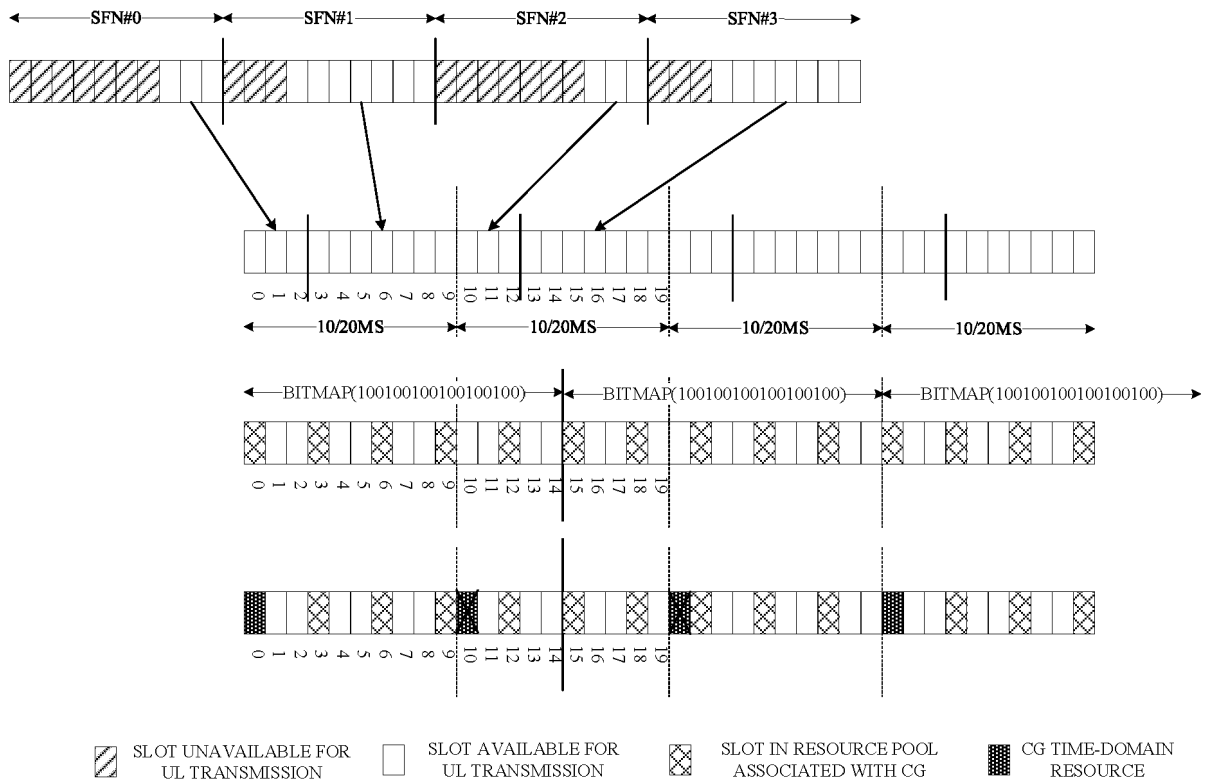 SFN#0 SFN#1 SFN#2 SFN#3
0 1 2 3 4 5 6 7 8 9 10 11 12 13 14 15 16 17 18 19
10/20MS 10/20MS 10/20MS 10/20MS
BITMAP(100100100100100100) BITMAP(100100100100100100) BITMAP(100100100100100100)
0 1 2 3 4 5 6 7 8 9 10 11 12 13 14 15 16 17 18 19
0 1 2 3 4 5 6 7 8 9 10 11 12 13 14 15 16 17 18 19
SLOT UNAVAILABLE FOR
UL TRANSMISSION
SLOT AVAILABLE FOR
UL TRANSMISSION
SLOT IN RESOURCE POOL
ASSOCIATED WITH CG
CG TIME-DOMAIN
RESOURCE